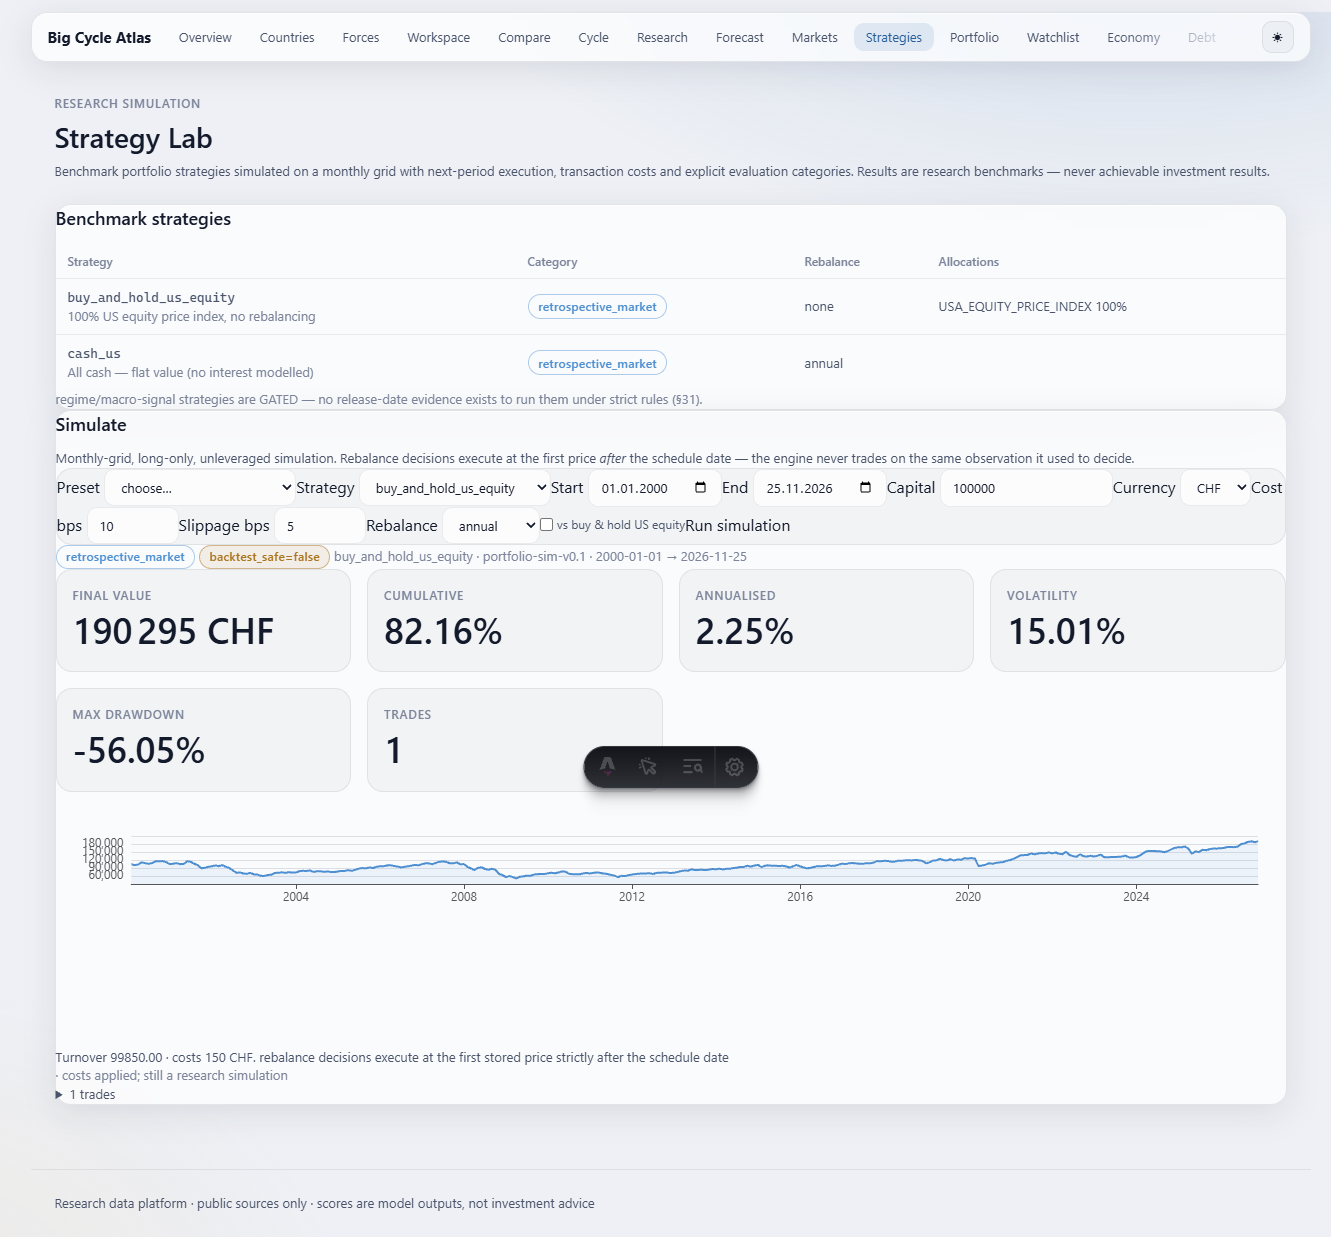 Big Cycle Atlas Overview Countries Forces Workspace Compare Cycle Research Forecast Markets Strategies Portfolio Watchlist Economy Debt
RESEARCH SIMULATION
Strategy Lab
Benchmark portfolio strategies simulated on a monthly grid with next-period execution, transaction costs and explicit evaluation categories. Results are research benchmarks — never achievable investment results.
Benchmark strategies
Strategy Category Rebalance Allocations
buy_and_hold_us_equity
100% US equity price index, no rebalancing
retrospective_market none USA_EQUITY_PRICE_INDEX 100%
cash_us
All cash — flat value (no interest modelled)
retrospective_market annual
regime/macro-signal strategies are GATED — no release-date evidence exists to run them under strict rules (§31).
Simulate
Monthly-grid, long-only, unleveraged simulation. Rebalance decisions execute at the first price after the schedule date — the engine never trades on the same observation it used to decide.
Preset choose... Strategy buy_and_hold_us_equity Start 01.01.2000 End 25.11.2026 Capital 100000 Currency CHF Cost
bps 10 Slippage bps 5 Rebalance annual vs buy & hold US equity Run simulation
retrospective_market backtest_safe=false buy_and_hold_us_equity · portfolio-sim-v0.1 · 2000-01-01 → 2026-11-25
FINAL VALUE CUMULATIVE ANNUALISED VOLATILITY
190 295 CHF 82.16% 2.25% 15.01%
MAX DRAWDOWN TRADES
-56.05% 1
180,000
150,000
120,000
90,000
60,000
2004 2008 2012 2016 2020 2024
Turnover 99850.00 · costs 150 CHF. rebalance decisions execute at the first stored price strictly after the schedule date
· costs applied; still a research simulation
1 trades
Research data platform · public sources only · scores are model outputs, not investment advice